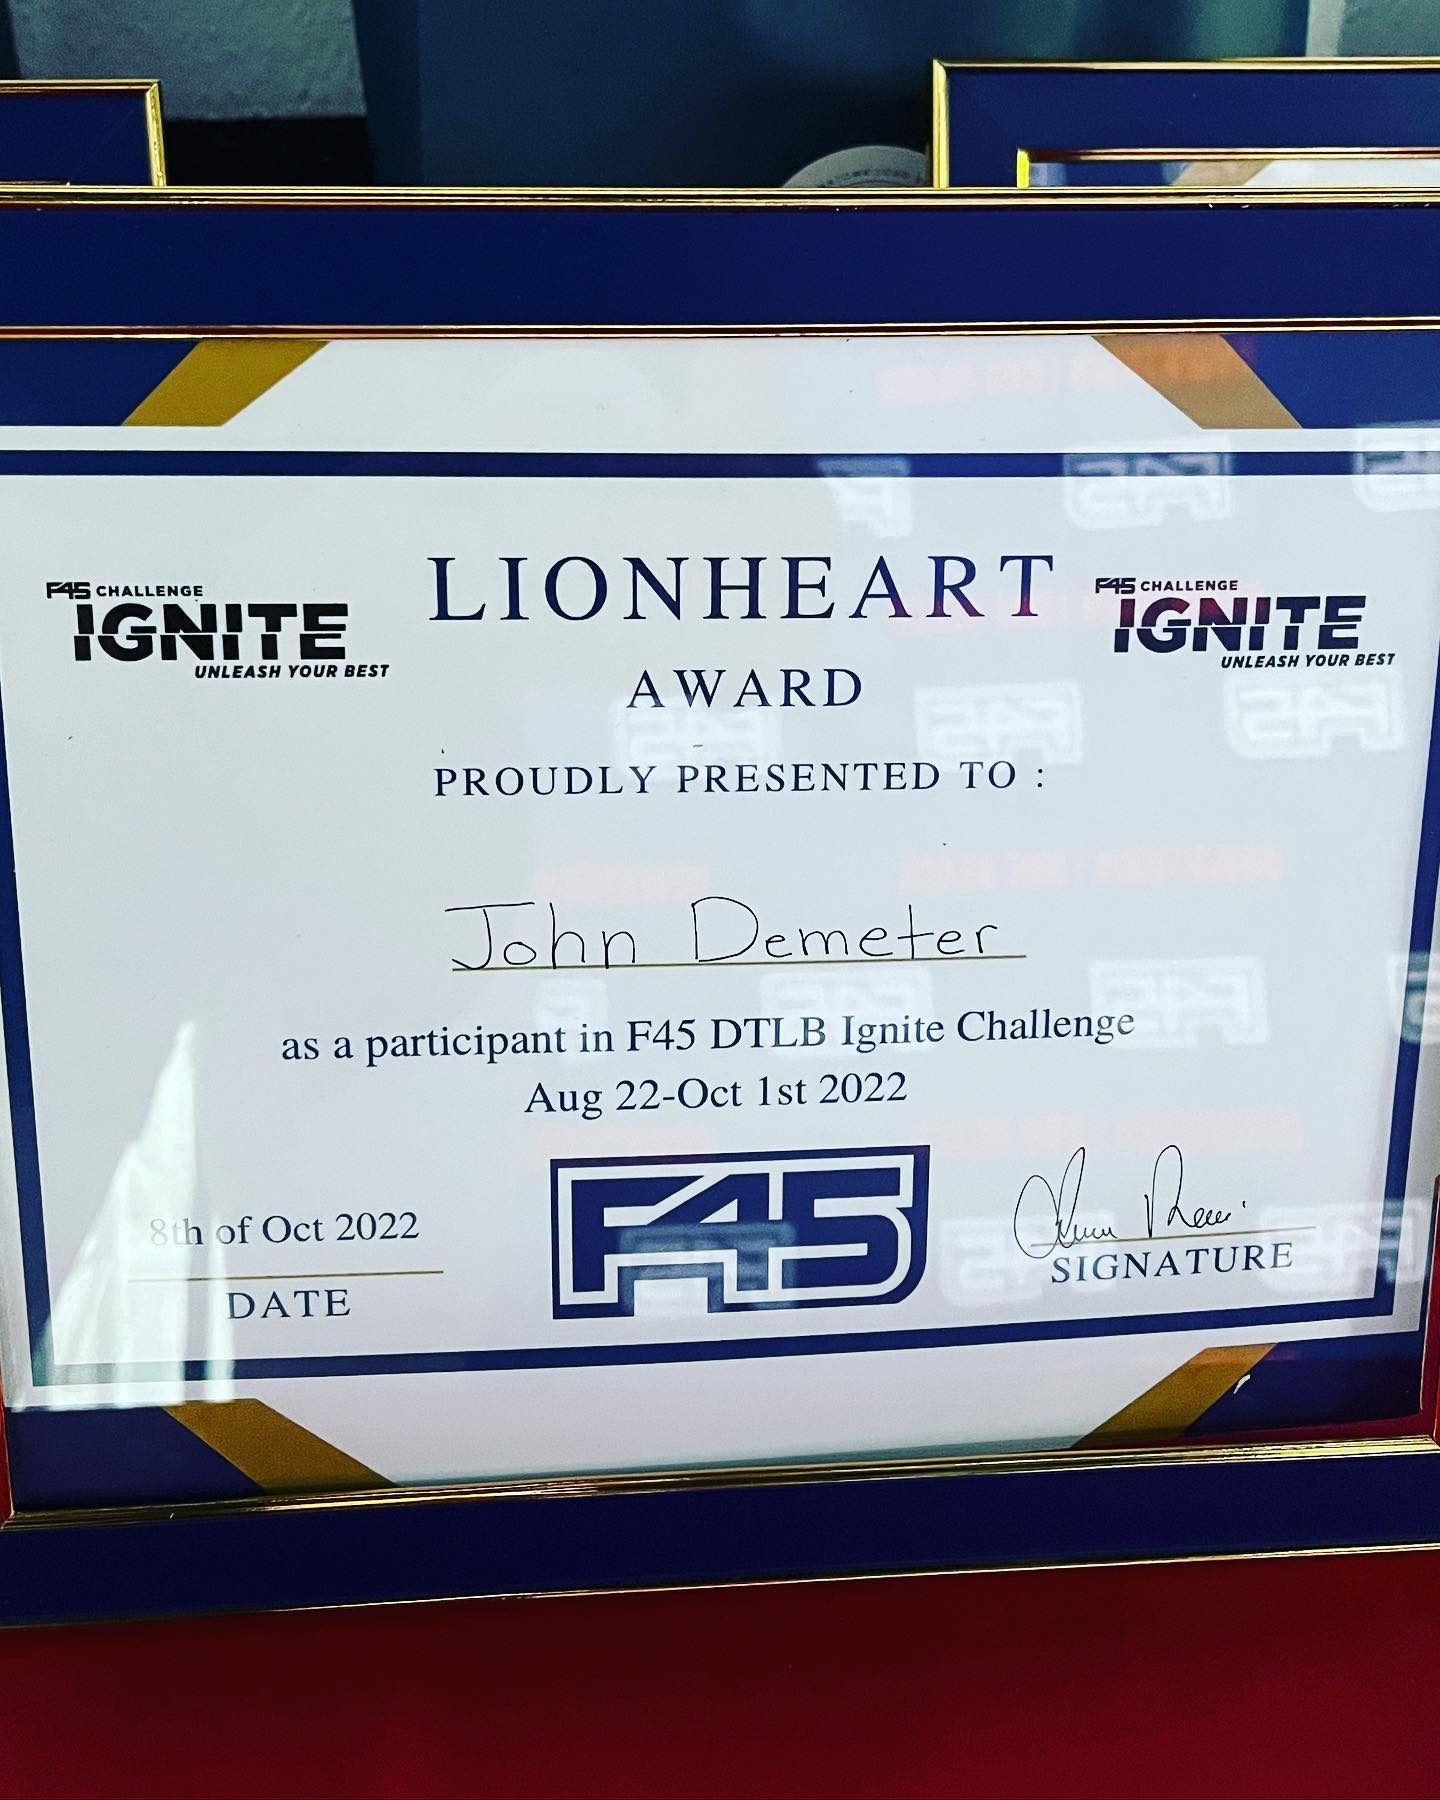 LIONHEART
AWARD
F45 CHALLENGE
IGNITE
UNLEASH YOUR BEST
F45 CHALLENGE
IGNITE
UNLEASH YOUR BEST
PROUDLY PRESENTED TO :
John Demeter
as a participant in F45 DTLB Ignite Challenge
Aug 22-Oct 1st 2022
8th of Oct 2022
DATE
F45
SIGNATURE